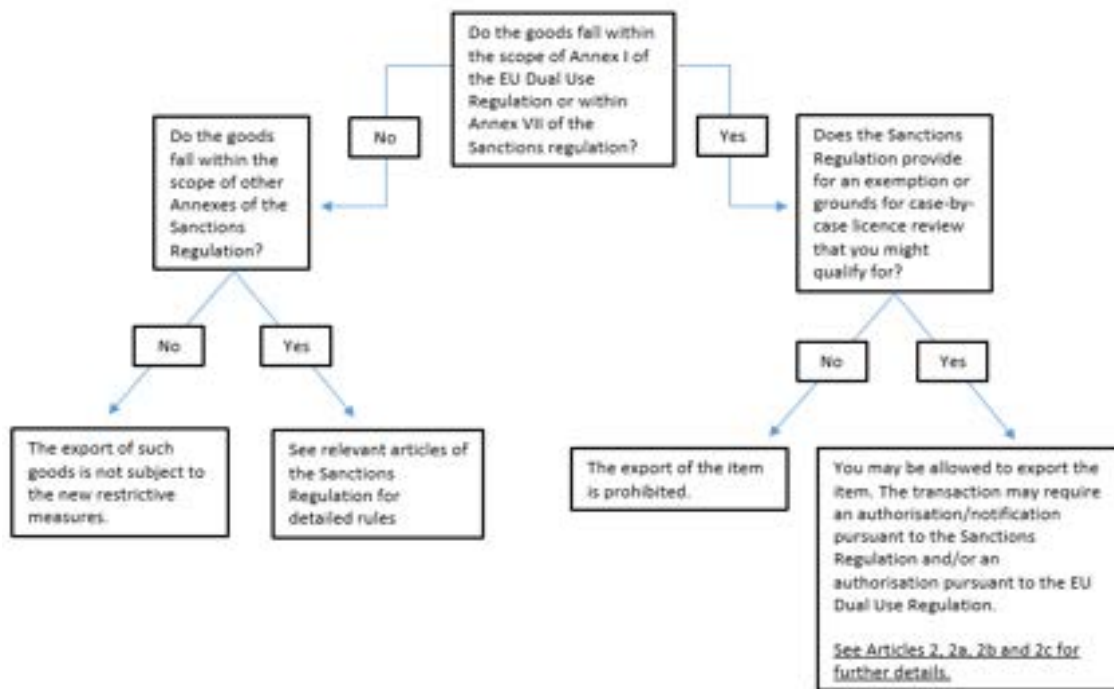 Do the goods fall within
the scope of Annex I of
the EU Dual Use
Regulation or within
Annex VII of the
Sanctions regulation?
No
Yes
Do the goods
fall within the
scope of other
Annexes of the
Sanctions
Regulation?
Does the Sanctions
Regulation provide
for an exemption or
grounds for case-by-
case licence review
that you might
qualify for?
No
Yes
No
Yes
The export of such
goods is not subject to
the new restrictive
measures.
See relevant articles of
the Sanctions
Regulation for
detailed rules
The export of the item
is prohibited.
You may be allowed to export the
item. The transaction may require
an authorisation/notification
pursuant to the Sanctions
Regulation and/or an
authorisation pursuant to the EU
Dual Use Regulation.
See Articles 2, 2a, 2b and 2c for
further details.